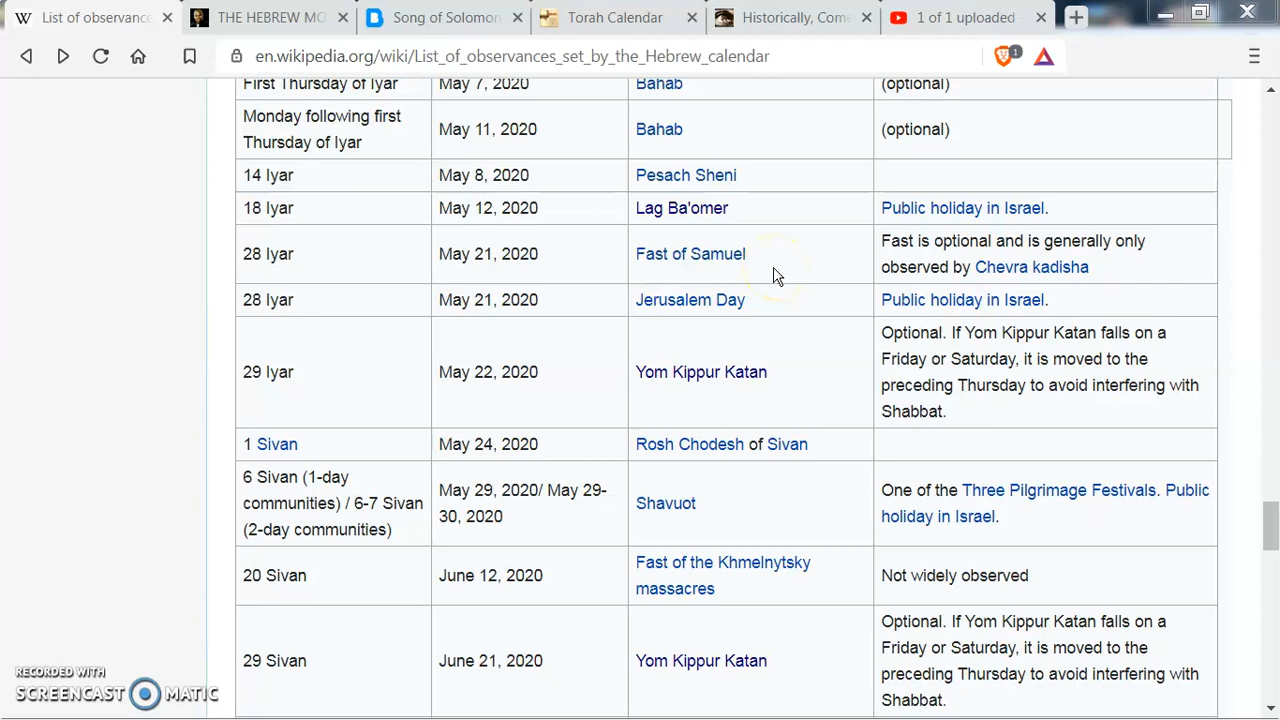 List of observance
THE HEBREW MO
Song of Solomon
Torah Calendar
Historically, Com
1 of 1 uploaded -
en.wikipedia.org/wiki/List_of_observances_set_by_the_Hebrew_calendar
1
First Thursday of Iyar May 7, 2020 Bahab (optional)
Monday following first
Thursday of Iyar
May 11, 2020 Bahab (optional)
14 Iyar May 8, 2020 Pesach Sheni
18 Iyar May 12, 2020 Lag Ba'omer Public holiday in Israel.
28 Iyar May 21, 2020 Fast of Samuel
Fast is optional and is generally only
observed by Chevra kadisha
28 Iyar May 21, 2020 Jerusalem Day Public holiday in Israel.
29 Iyar May 22, 2020 Yom Kippur Katan
Optional. If Yom Kippur Katan falls on a
Friday or Saturday, it is moved to the
preceding Thursday to avoid interfering with
Shabbat.
1 Sivan May 24, 2020 Rosh Chodesh of Sivan
6 Sivan (1-day
communities) / 6-7 Sivan
(2-day communities)
May 29, 2020/ May 29-
30, 2020
Shavuot
One of the Three Pilgrimage Festivals. Public
holiday in Israel.
20 Sivan June 12, 2020
Fast of the Khmelnytsky
massacres
Not widely observed
29 Sivan June 21, 2020 Yom Kippur Katan
Optional. If Yom Kippur Katan falls on a
Friday or Saturday, it is moved to the
preceding Thursday to avoid interfering with
Shabbat.
RECORDED WITH
SCREENCAST MATIC